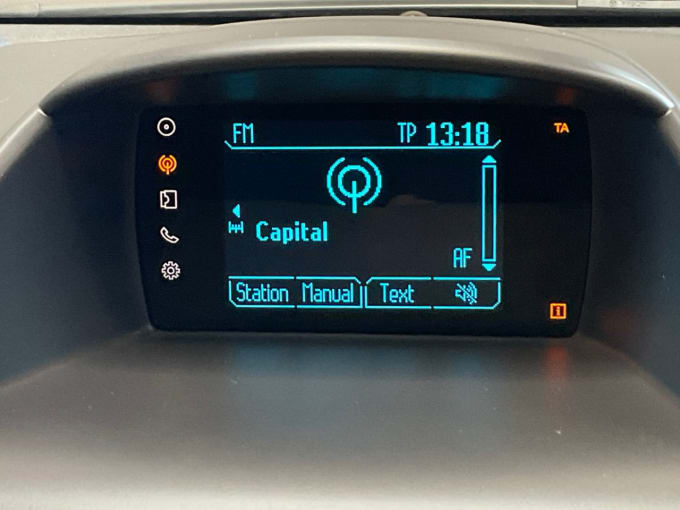 FM TP 13:18
TA
Capital
AF
Station Manual Text
i